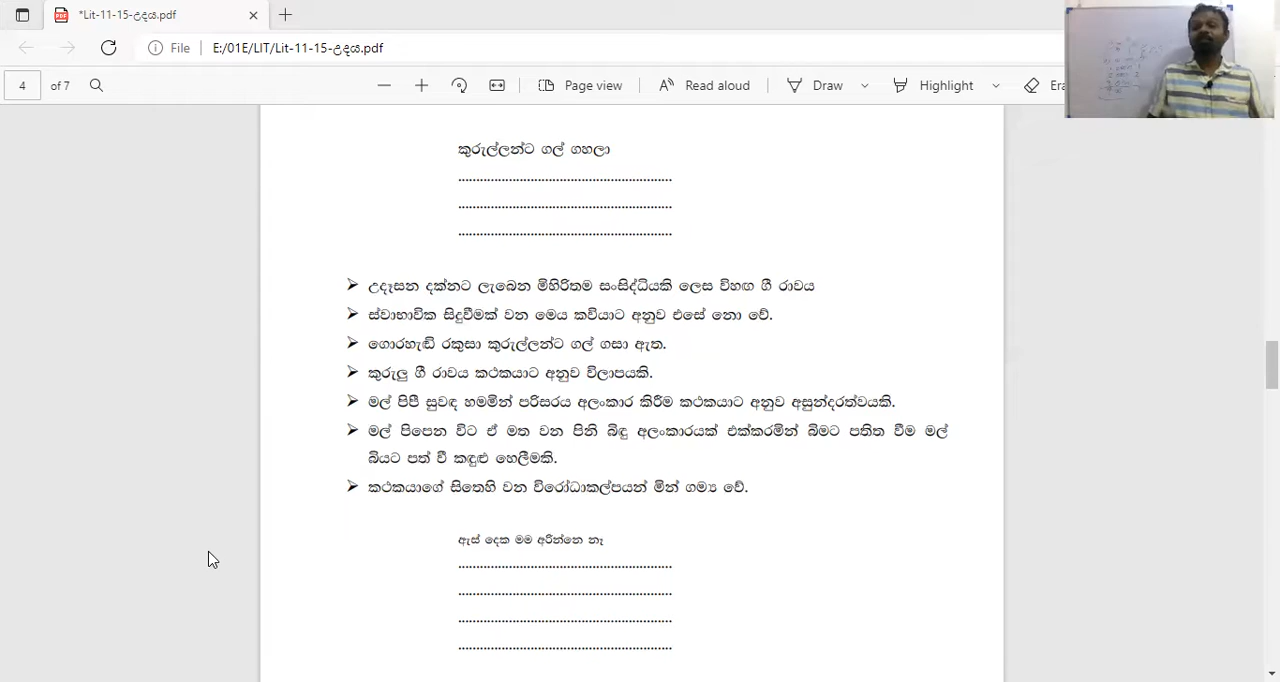 *Lit-11-15-උදය.pdf
File E:/01E/LIT/Lit-11-15-උදය.pdf
4 of 7 Page view Read aloud Draw Highlight Era
කුරුල්ලන්ට ගල් ගහලා
......................................................................
......................................................................
......................................................................
➢ උදෑසන දක්නට ලැබෙන මිහිරිතම සංසිද්ධියකි ලෙස විහඟ ගී රාවය
➢ ස්වාභාවික සිදුවීමක් වන මෙය කවියාට අනුව එසේ නො වේ.
➢ ගොරහැඬි රකුසා කුරුල්ලන්ට ගල් ගසා ඇත.
➢ කුරුලු ගී රාවය කථකයාට අනුව විලාපයකි.
➢ මල් පිපී සුවඳ හමමින් පරිසරය අලංකාර කිරීම කථකයාට අනුව අසුන්දරත්වයකි.
➢ මල් පිපෙන විට ඒ මත වන පිනි බිඳු අලංකාරයක් එක්කරමින් බිමට පතිත වීම මල්
බියට පත් වී කඳුළු හෙලීමකි.
➢ කථකයාගේ සිතෙහි වන විරෝධාකල්පයන් මින් ගම්‍ය වේ.
ඇස් දෙක මම අරින්නෙ නෑ
......................................................................
......................................................................
......................................................................
......................................................................